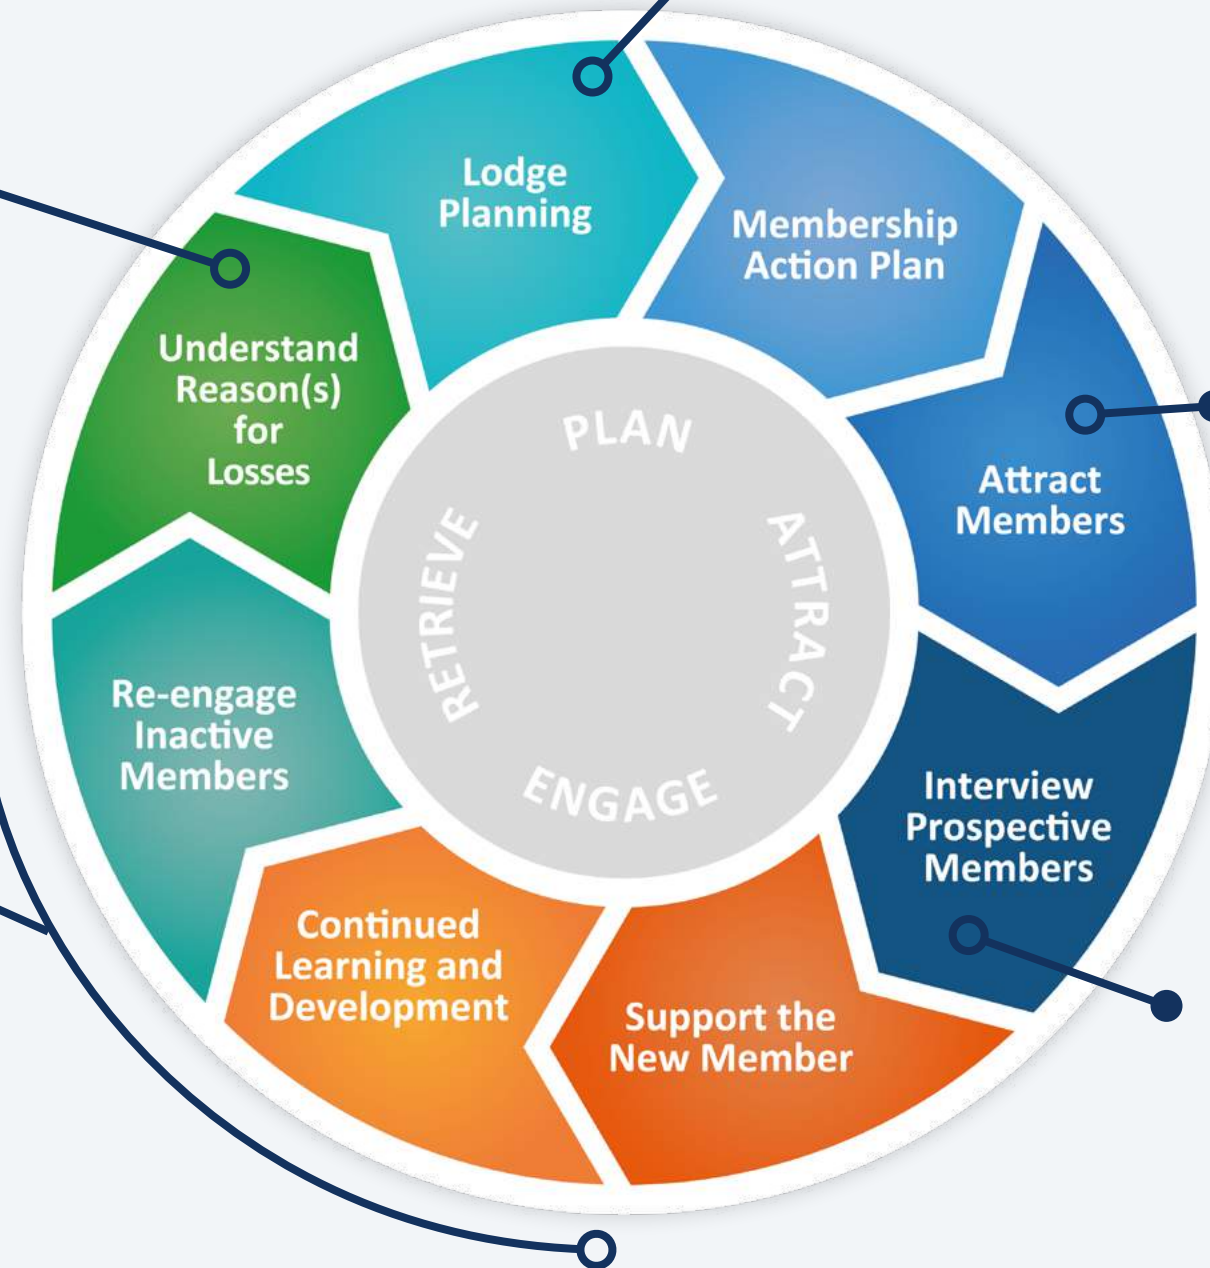 Lodge
Planning
Membership
Action Plan
Attract
Members
Interview
Prospective
Members
Support the
New Member
Continued
Learning and
Development
Re-engage
Inactive
Members
Understand
Reason(s)
for
Losses
PLAN
ATTRACT
ENGAGE
RETRIEVE